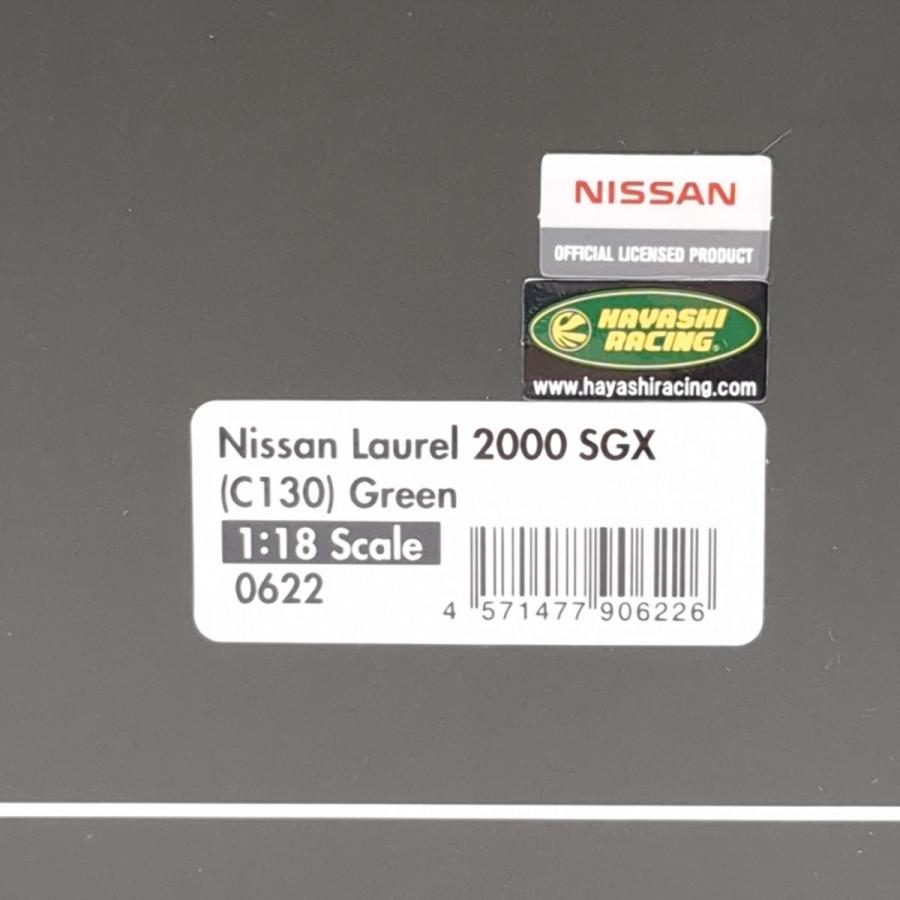 NISSAN
OFFICIAL LICENSED PRODUCT
HAYASHI
RACING®
www.hayashiracing.com
Nissan Laurel 2000 SGX
(C130) Green
1:18 Scale
0622
4 571477 906226